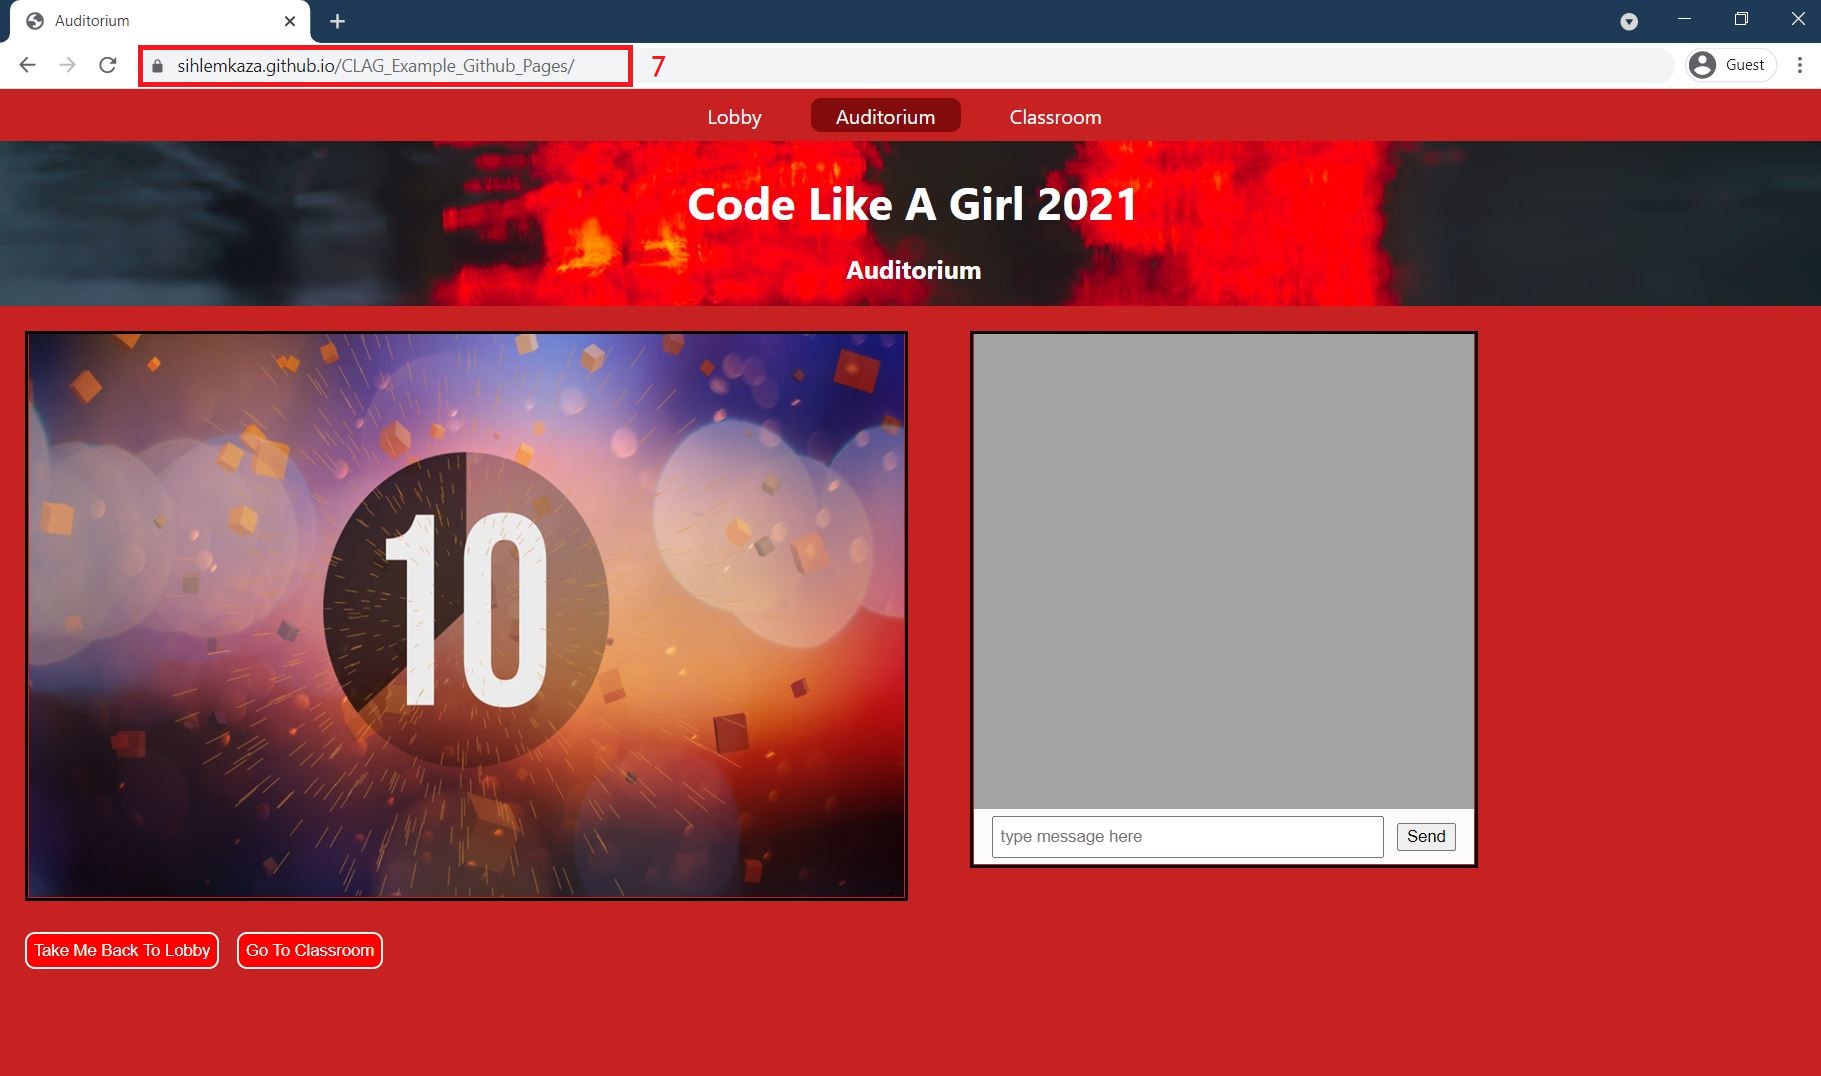 Auditorium
sihlemkaza.github.io/CLAG_Example_Github_Pages/ 7 Guest
Lobby Auditorium Classroom
Code Like A Girl 2021
Auditorium
10
type message here Send
Take Me Back To Lobby Go To Classroom